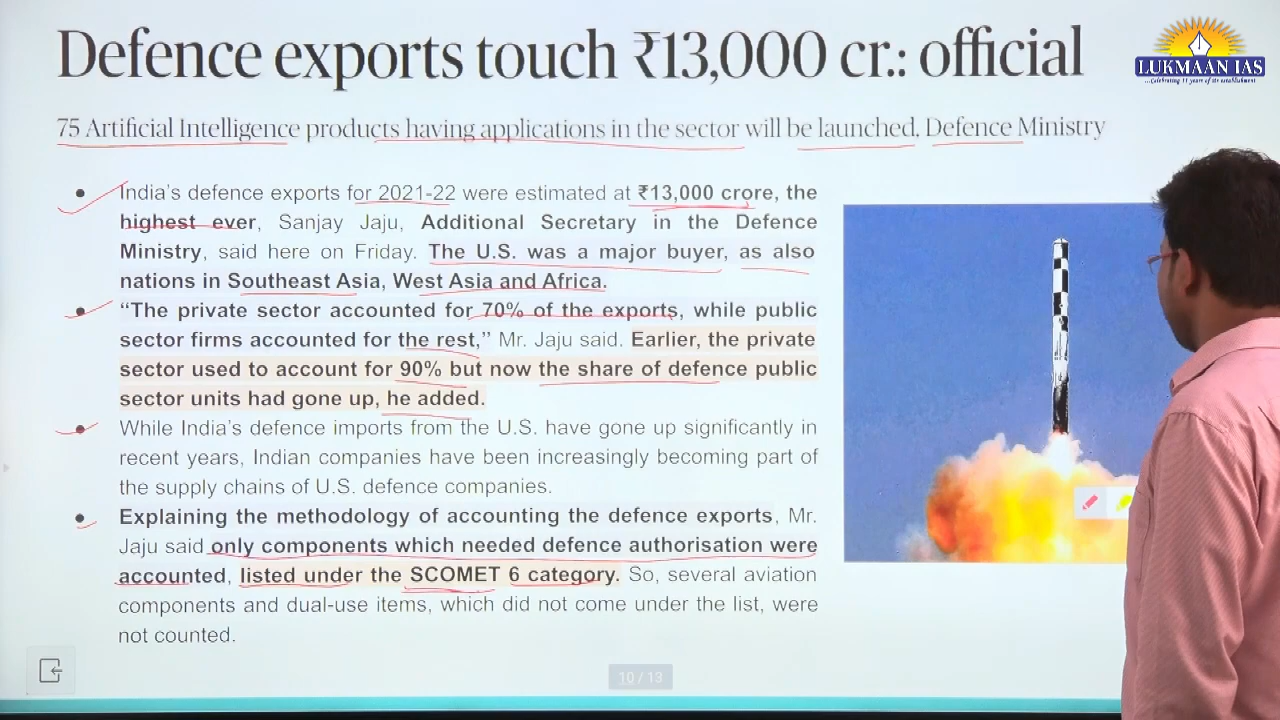 Defence exports touch ₹13,000 cr.: official
LUKMAAN IAS
...Celebrating 11 years of its establishment
75 Artificial Intelligence products having applications in the sector will be launched, Defence Ministry
• India's defence exports for 2021-22 were estimated at ₹13,000 crore, the
highest ever, Sanjay Jaju, Additional Secretary in the Defence
Ministry, said here on Friday. The U.S. was a major buyer, as also
nations in Southeast Asia, West Asia and Africa.
• “The private sector accounted for 70% of the exports, while public
sector firms accounted for the rest,” Mr. Jaju said. Earlier, the private
sector used to account for 90% but now the share of defence public
sector units had gone up, he added.
• While India's defence imports from the U.S. have gone up significantly in
recent years, Indian companies have been increasingly becoming part of
the supply chains of U.S. defence companies.
• Explaining the methodology of accounting the defence exports, Mr.
Jaju said only components which needed defence authorisation were
accounted, listed under the SCOMET 6 category. So, several aviation
components and dual-use items, which did not come under the list, were
not counted.
10 / 13